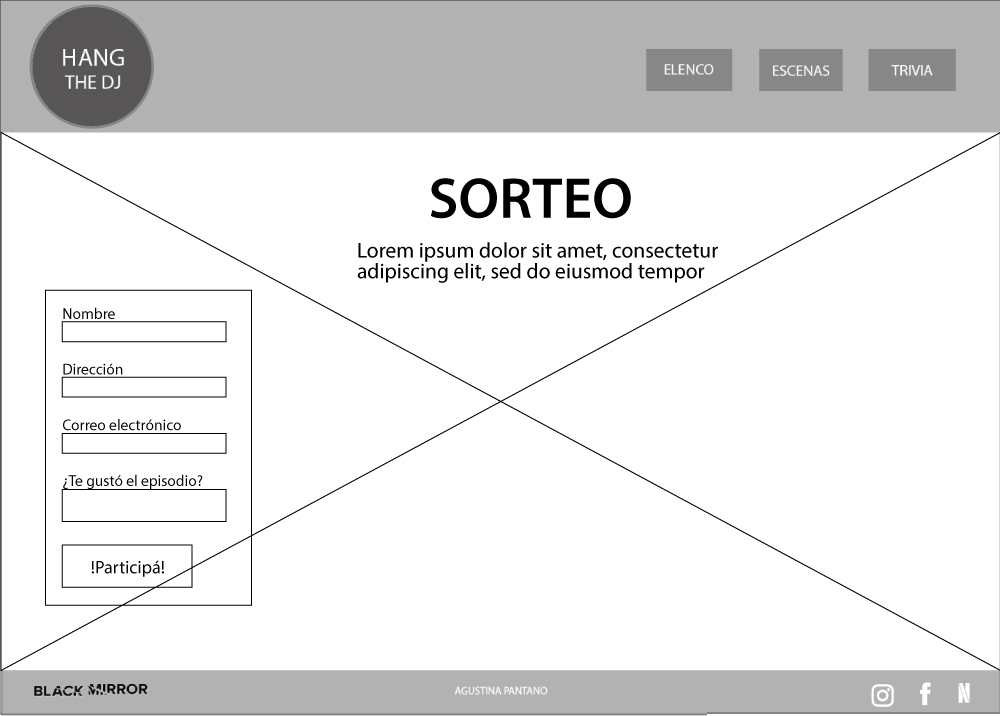 HANG
THE DJ
ELENCO
ESCENAS
TRIVIA
SORTEO
Lorem ipsum dolor sit amet, consectetur
adipiscing elit, sed do eiusmod tempor
Nombre
Dirección
Correo electrónico
¿Te gustó el episodio?
!Participá!
BLACK MIRROR
AGUSTINA PANTANO